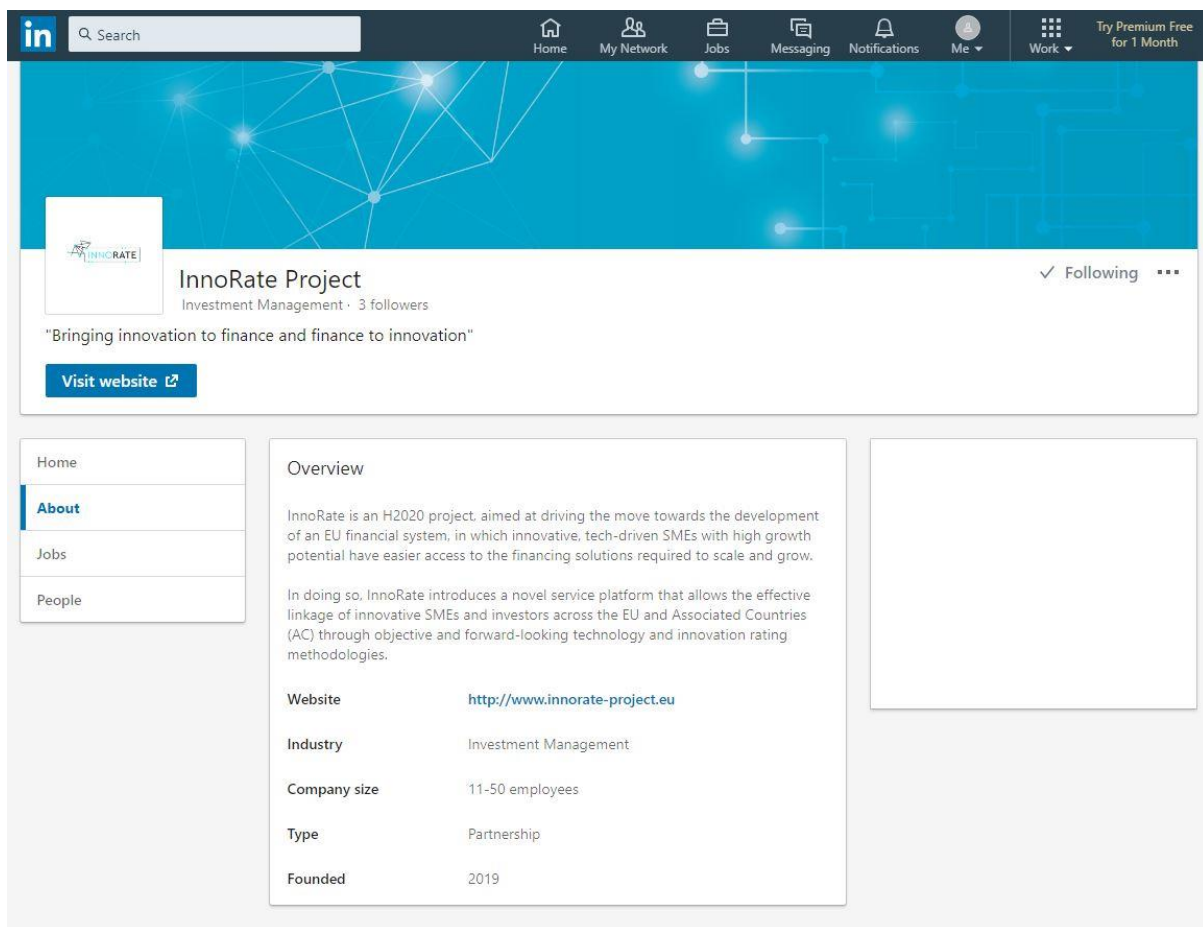 in
Search
Home
My Network
Jobs
Messaging
Notifications
Me
Work
Try Premium Free
for 1 Month
INNORATE
InnoRate Project
Investment Management · 3 followers
Following
"Bringing innovation to finance and finance to innovation"
Visit website
Home
About
Jobs
People
Overview
InnoRate is an H2020 project, aimed at driving the move towards the development
of an EU financial system, in which innovative, tech-driven SMEs with high growth
potential have easier access to the financing solutions required to scale and grow.
In doing so, InnoRate introduces a novel service platform that allows the effective
linkage of innovative SMEs and investors across the EU and Associated Countries
(AC) through objective and forward-looking technology and innovation rating
methodologies.
Website http://www.innorate-project.eu
Industry Investment Management
Company size 11-50 employees
Type Partnership
Founded 2019